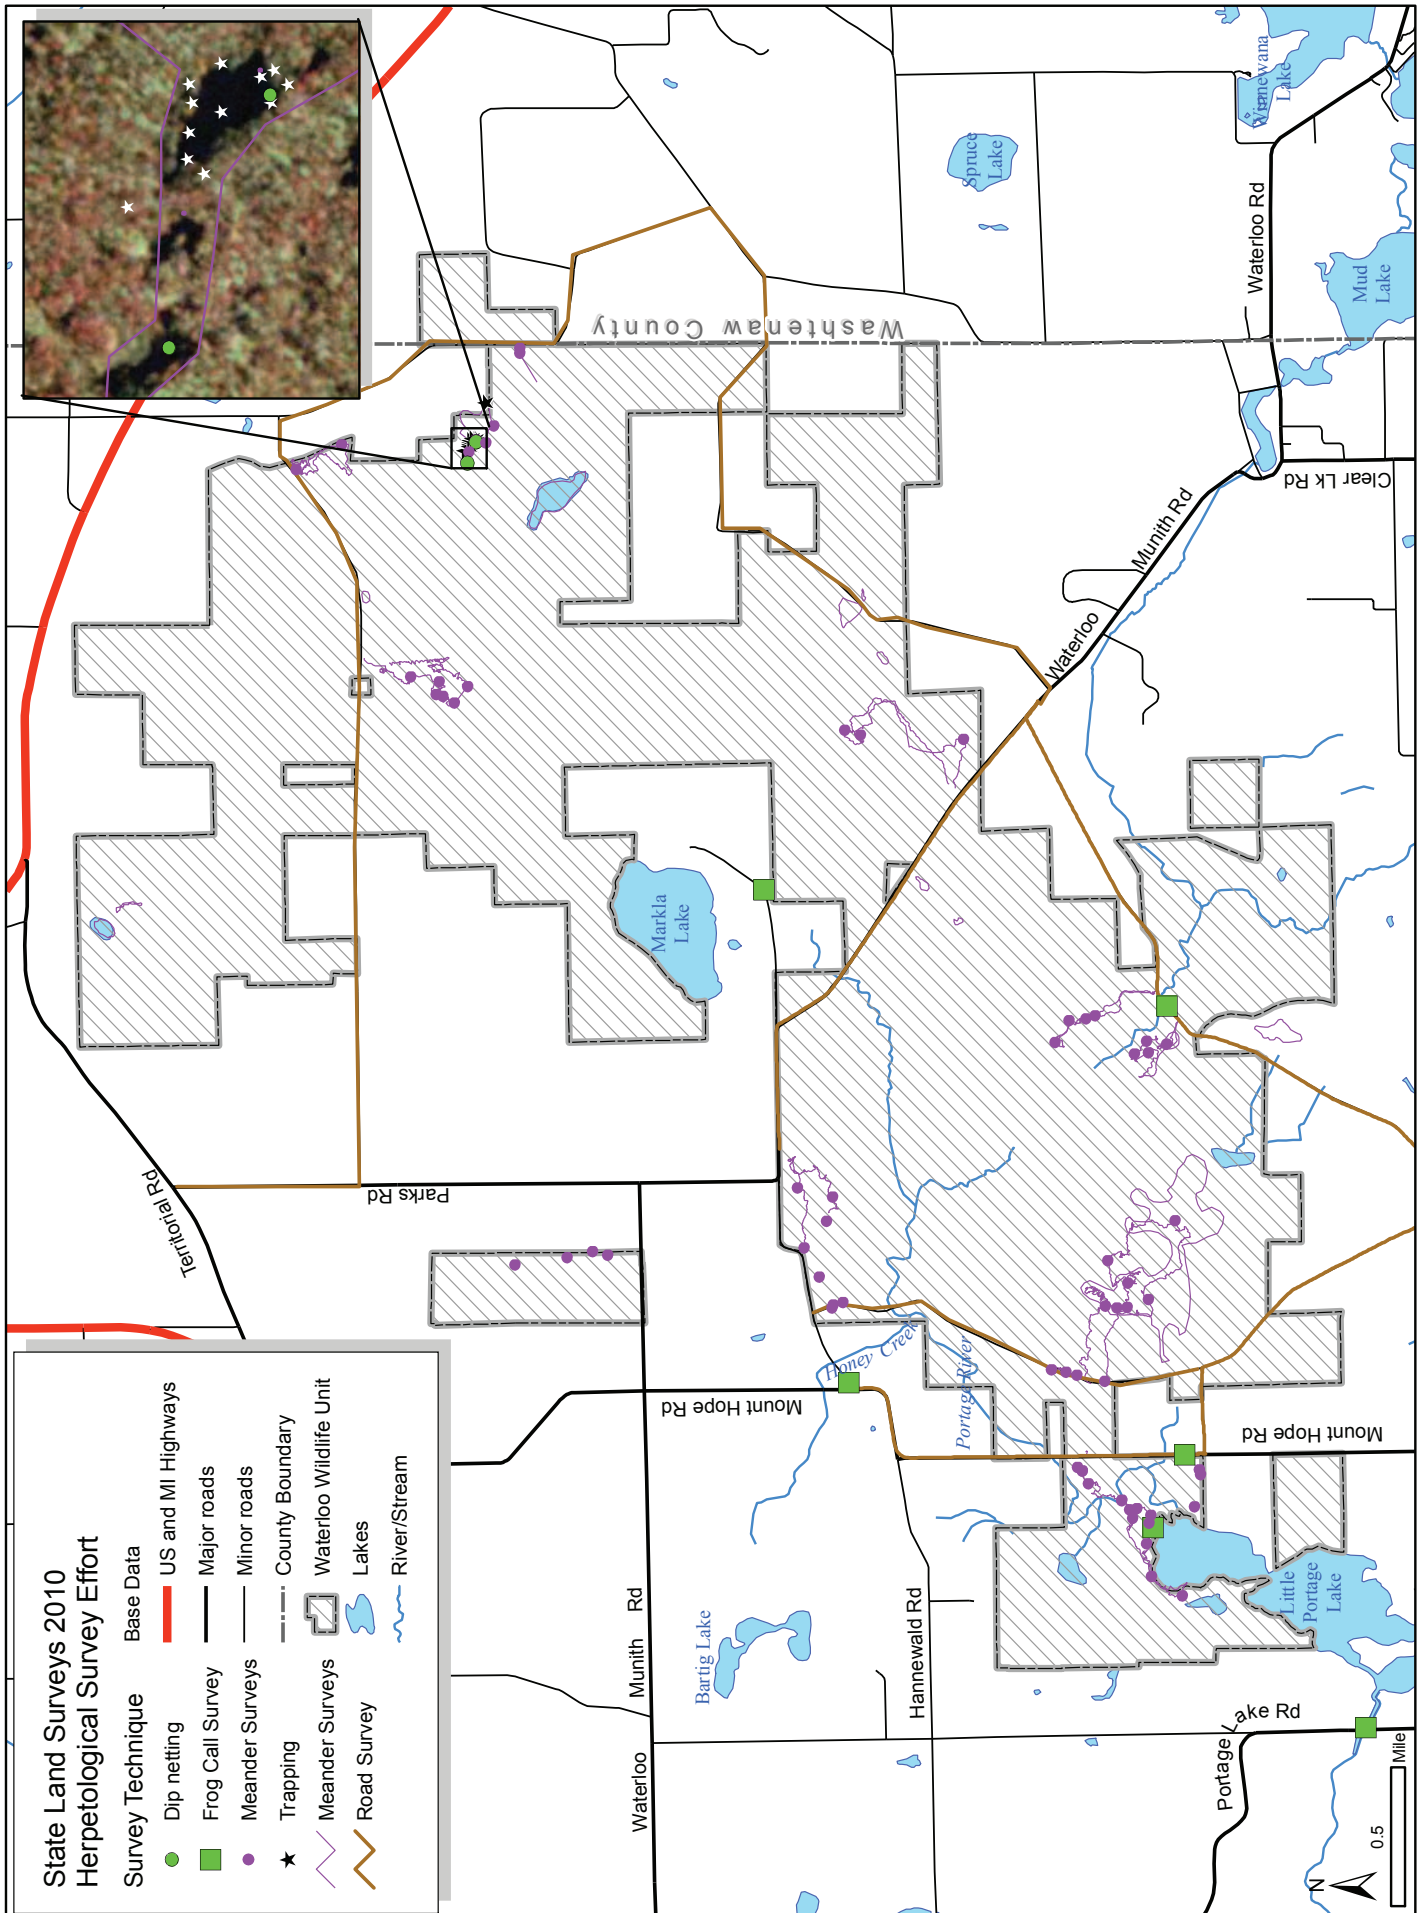 State Land Surveys 2010
Herpetological Survey Effort
Survey Technique
Dip netting
Frog Call Survey
Meander Surveys
Trapping
Meander Surveys
Road Survey
Base Data
US and MI Highways
Major roads
Minor roads
County Boundary
Waterloo Wildlife Unit
Lakes
River/Stream
Territorial Rd
Parks Rd
Waterloo Munith Rd
Mount Hope Rd
Honey Creek
Portage River
Bartig Lake
Hannewald Rd
Portage Lake Rd
Mount Hope Rd
Little
Portage
Lake
Markla
Lake
Waterloo Munith Rd
Clear Lk Rd
Washtenaw County
Waterloo Rd
Spruce
Lake
Winnewana
Lake
Mud
Lake
N
0.5
Mile